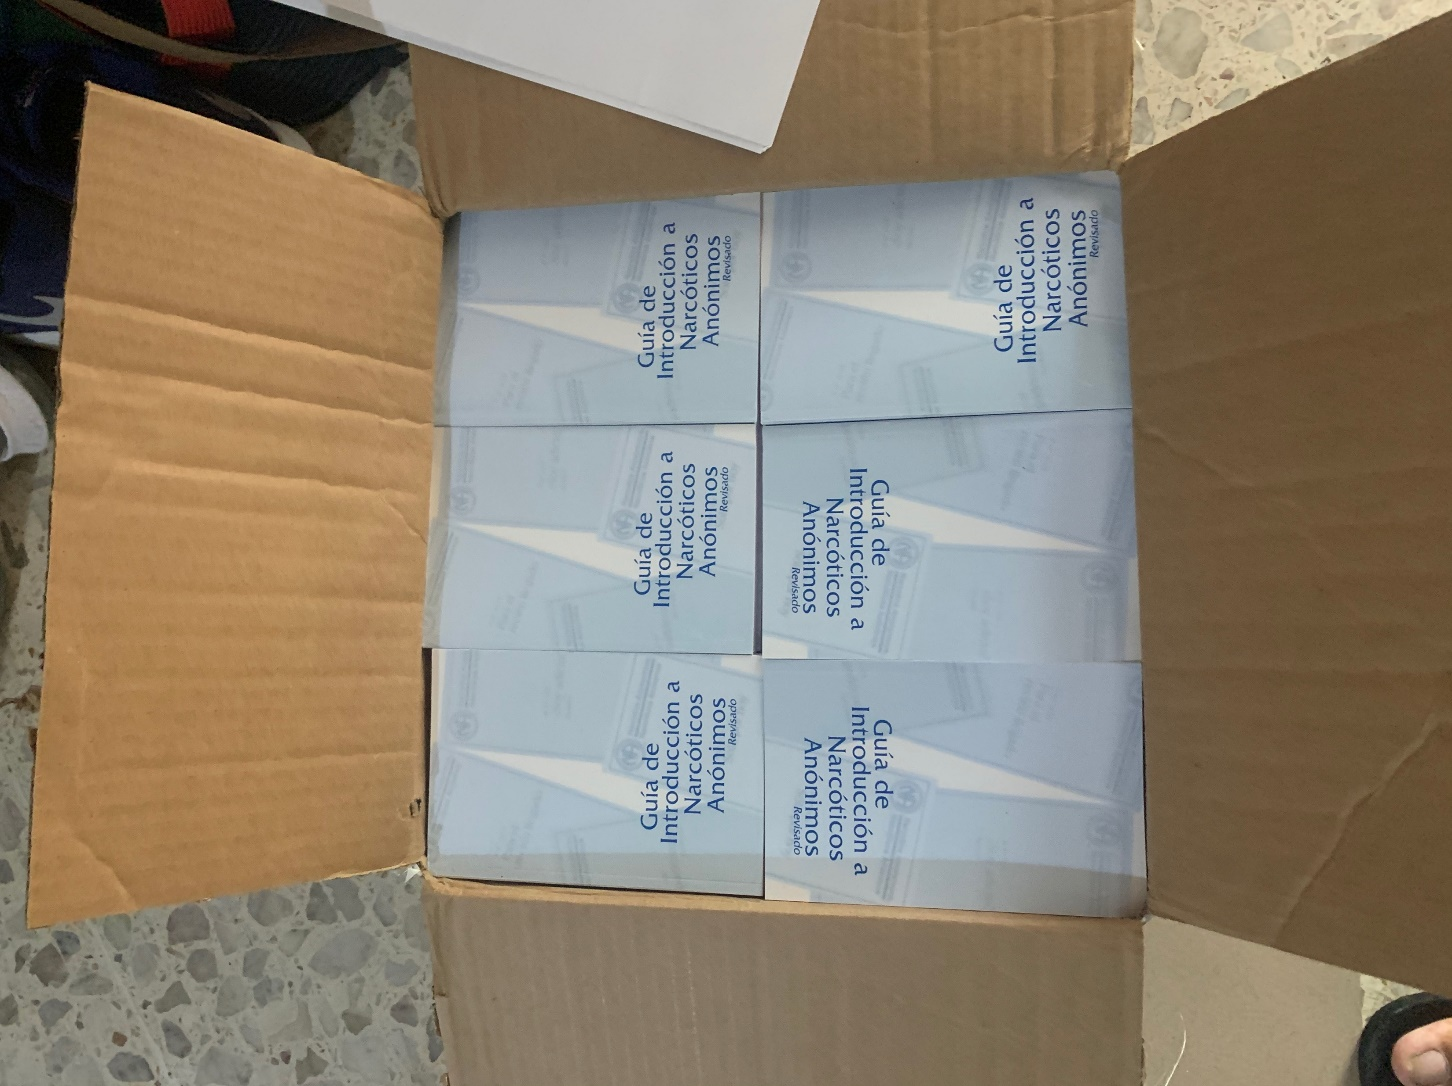 Guía de
Introducción a
Narcóticos
Anónimos
Revisado
Guía de
Introducción a
Narcóticos
Anónimos
Revisado
Guía de
Introducción a
Narcóticos
Anónimos
Revisado
Guía de
Introducción a
Narcóticos
Anónimos
Revisado
Guía de
Introducción a
Narcóticos
Anónimos
Revisado
Guía de
Introducción a
Narcóticos
Anónimos
Revisado